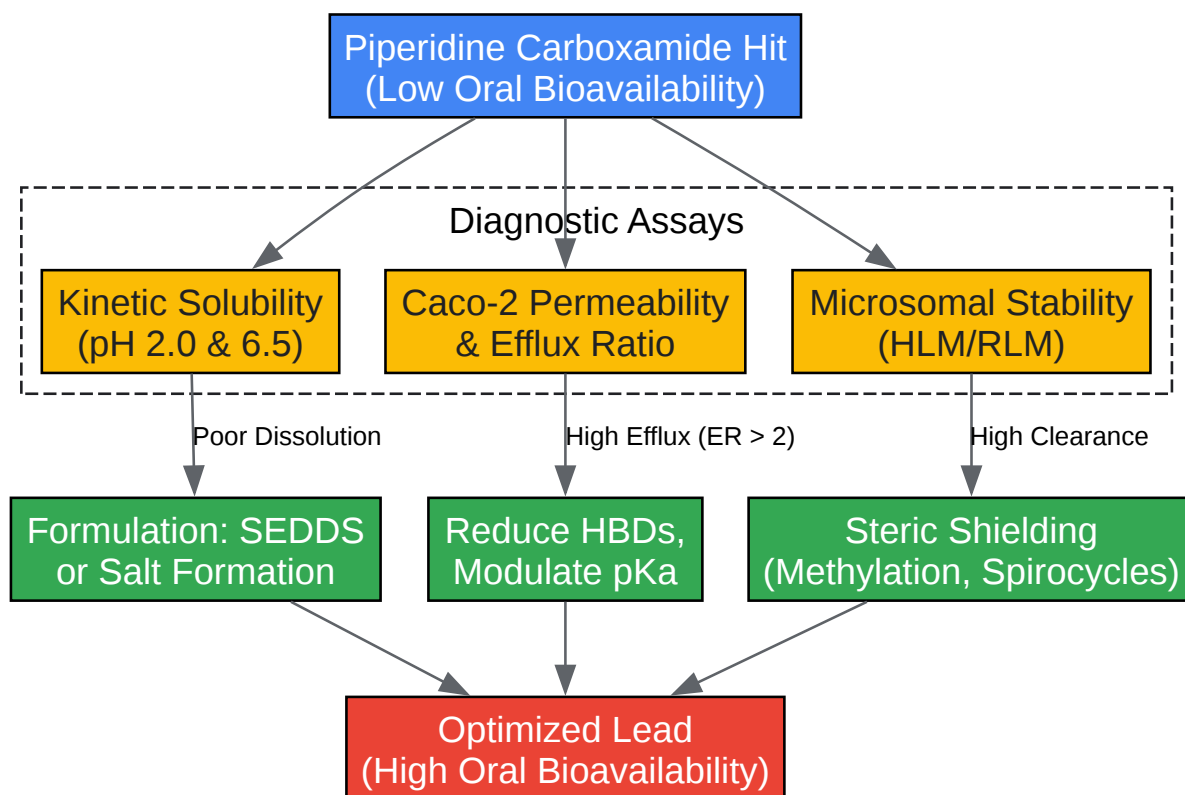 Piperidine Carboxamide Hit
(Low Oral Bioavailability)
Diagnostic Assays
Kinetic Solubility
(pH 2.0 & 6.5)
Caco-2 Permeability
& Efflux Ratio
Microsomal Stability
(HLM/RLM)
Poor Dissolution
High Efflux (ER > 2)
High Clearance
Formulation: SEDDS
or Salt Formation
Reduce HBDs,
Modulate pKa
Steric Shielding
(Methylation, Spirocycles)
Optimized Lead
(High Oral Bioavailability)